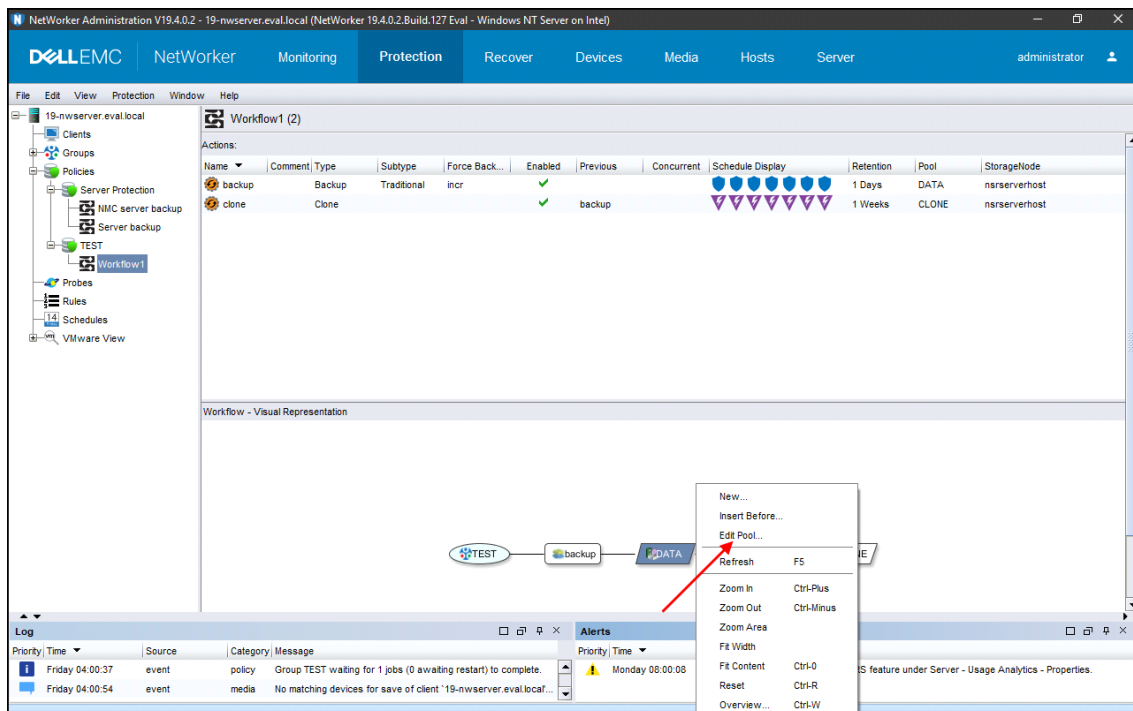 NetWorker Administration V19.4.0.2 - 19-nwserver.eval.local (NetWorker 19.4.0.2.Build.127 Eval - Windows NT Server on Intel)
DELLEMC NetWorker Monitoring Protection Recover Devices Media Hosts Server administrator
File Edit View Protection Window Help
19-nwserver.eval.local
Clients
Groups
Policies
Server Protection
NMC server backup
Server backup
TEST
Workflow1
Probes
Rules
14 Schedules
vm VMware View
Workflow1 (2)
Actions:
Name Comment Type Subtype Force Back... Enabled Previous Concurrent Schedule Display Retention Pool StorageNode
backup Backup Traditional incr 1 Days DATA nsrserverhost
clone Clone backup 1 Weeks CLONE nsrserverhost
Workflow - Visual Representation
TEST backup DATA NE
New...
Insert Before...
Edit Pool...
Refresh F5
Zoom In Ctrl-Plus
Zoom Out Ctrl-Minus
Zoom Area
Fit Width
Fit Content Ctrl-0
Reset Ctrl-R
Overview... Ctrl-W
Log
Priority Time Source Category Message
i Friday 04:00:37 event policy Group TEST waiting for 1 jobs (0 awaiting restart) to complete.
Friday 04:00:54 event media No matching devices for save of client `19-nwserver.eval.local'...
Alerts
Priority Time
Monday 08:00:08 S feature under Server - Usage Analytics - Properties.